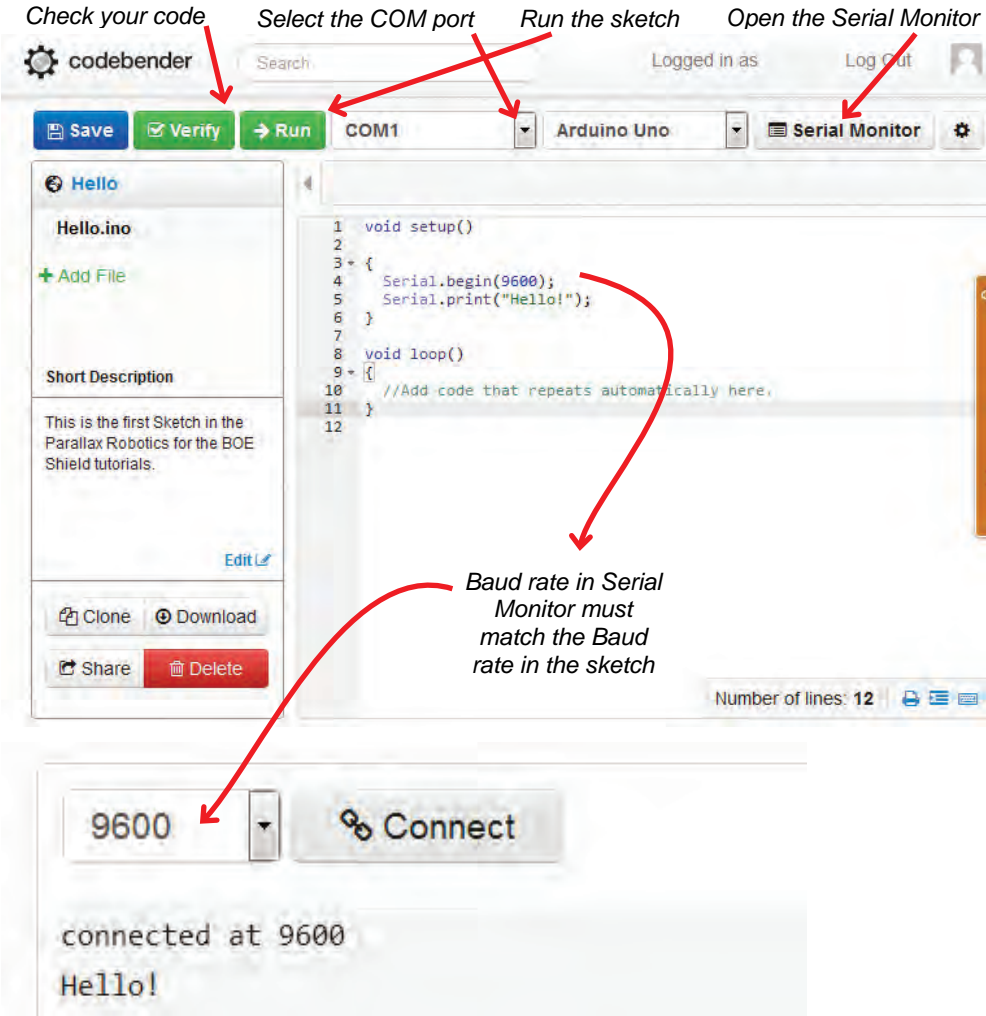 Check your code
Select the COM port
Run the sketch
Open the Serial Monitor
codebender
Search
Logged in as
Log Out
Save
Verify
Run
COM1
Arduino Uno
Serial Monitor
Hello
Hello.ino
Add File
Short Description
This is the first Sketch in the
Parallax Robotics for the BOE
Shield tutorials.
Edit
Clone
Download
Share
Delete
1 void setup()
2
3 {
4 Serial.begin(9600);
5 Serial.print("Hello!");
6 }
7
8 void loop()
9 {
10 //Add code that repeats automatically here.
11 }
12
Baud rate in Serial
Monitor must
match the Baud
rate in the sketch
Number of lines: 12
9600
Connect
connected at 9600
Hello!